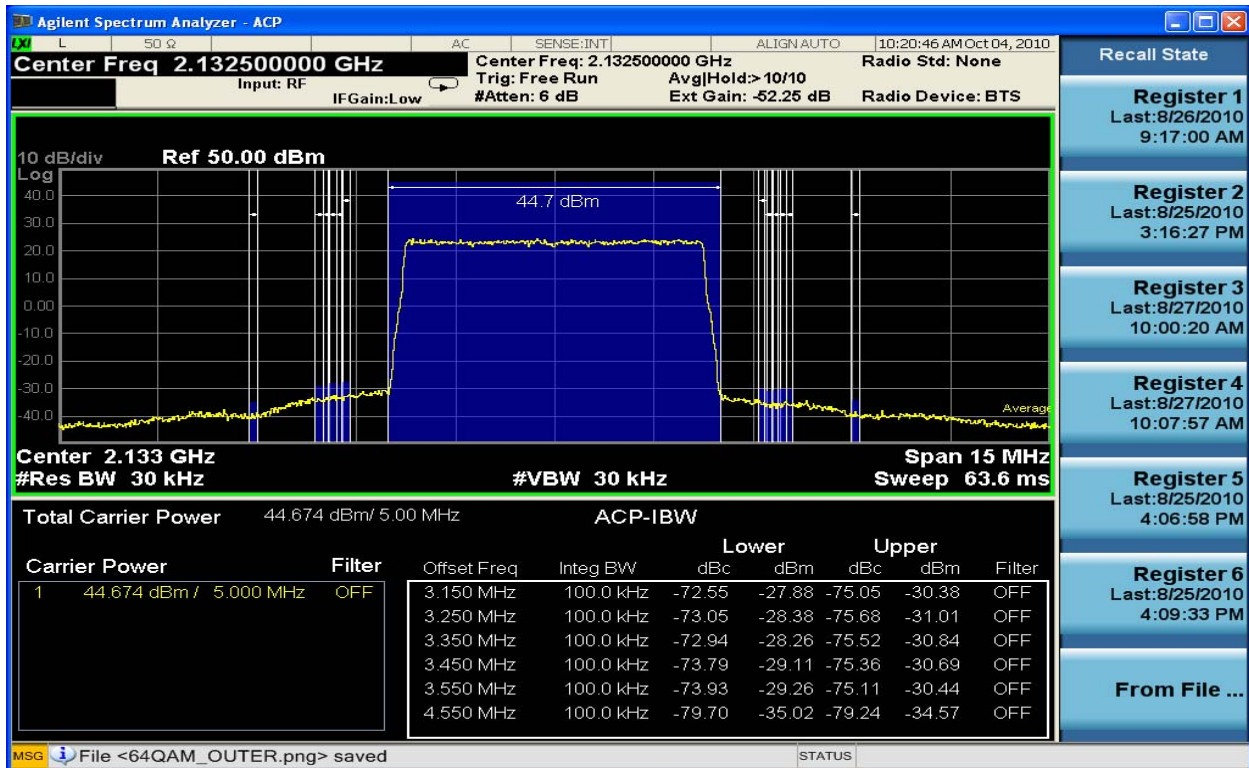 Agilent Spectrum Analyzer - ACP
LXI L 50 Ω AC SENSE:INT ALIGN AUTO 10:20:46 AM Oct 04, 2010
Center Freq 2.132500000 GHz
Input: RF
IFGain:Low
Center Freq: 2.132500000 GHz
Trig: Free Run Avg|Hold:>10/10
#Atten: 6 dB Ext Gain: -52.25 dB
Radio Std: None
Radio Device: BTS
10 dB/div Ref 50.00 dBm
Log
40.0
30.0
20.0
10.0
0.00
-10.0
-20.0
-30.0
-40.0
44.7 dBm
Average
Center 2.133 GHz Span 15 MHz
#Res BW 30 kHz #VBW 30 kHz Sweep 63.6 ms
Total Carrier Power 44.674 dBm/ 5.00 MHz ACP-IBW
Carrier Power Filter
1 44.674 dBm / 5.000 MHz OFF
Lower Upper
Offset Freq Integ BW dBc dBm dBc dBm Filter
3.150 MHz 100.0 kHz -72.55 -27.88 -75.05 -30.38 OFF
3.250 MHz 100.0 kHz -73.05 -28.38 -75.68 -31.01 OFF
3.350 MHz 100.0 kHz -72.94 -28.26 -75.52 -30.84 OFF
3.450 MHz 100.0 kHz -73.79 -29.11 -75.36 -30.69 OFF
3.550 MHz 100.0 kHz -73.93 -29.26 -75.11 -30.44 OFF
4.550 MHz 100.0 kHz -79.70 -35.02 -79.24 -34.57 OFF
MSG File <64QAM_OUTER.png> saved STATUS
Recall State
Register 1
Last:8/26/2010
9:17:00 AM
Register 2
Last:8/25/2010
3:16:27 PM
Register 3
Last:8/27/2010
10:00:20 AM
Register 4
Last:8/27/2010
10:07:57 AM
Register 5
Last:8/25/2010
4:06:58 PM
Register 6
Last:8/25/2010
4:09:33 PM
From File ...